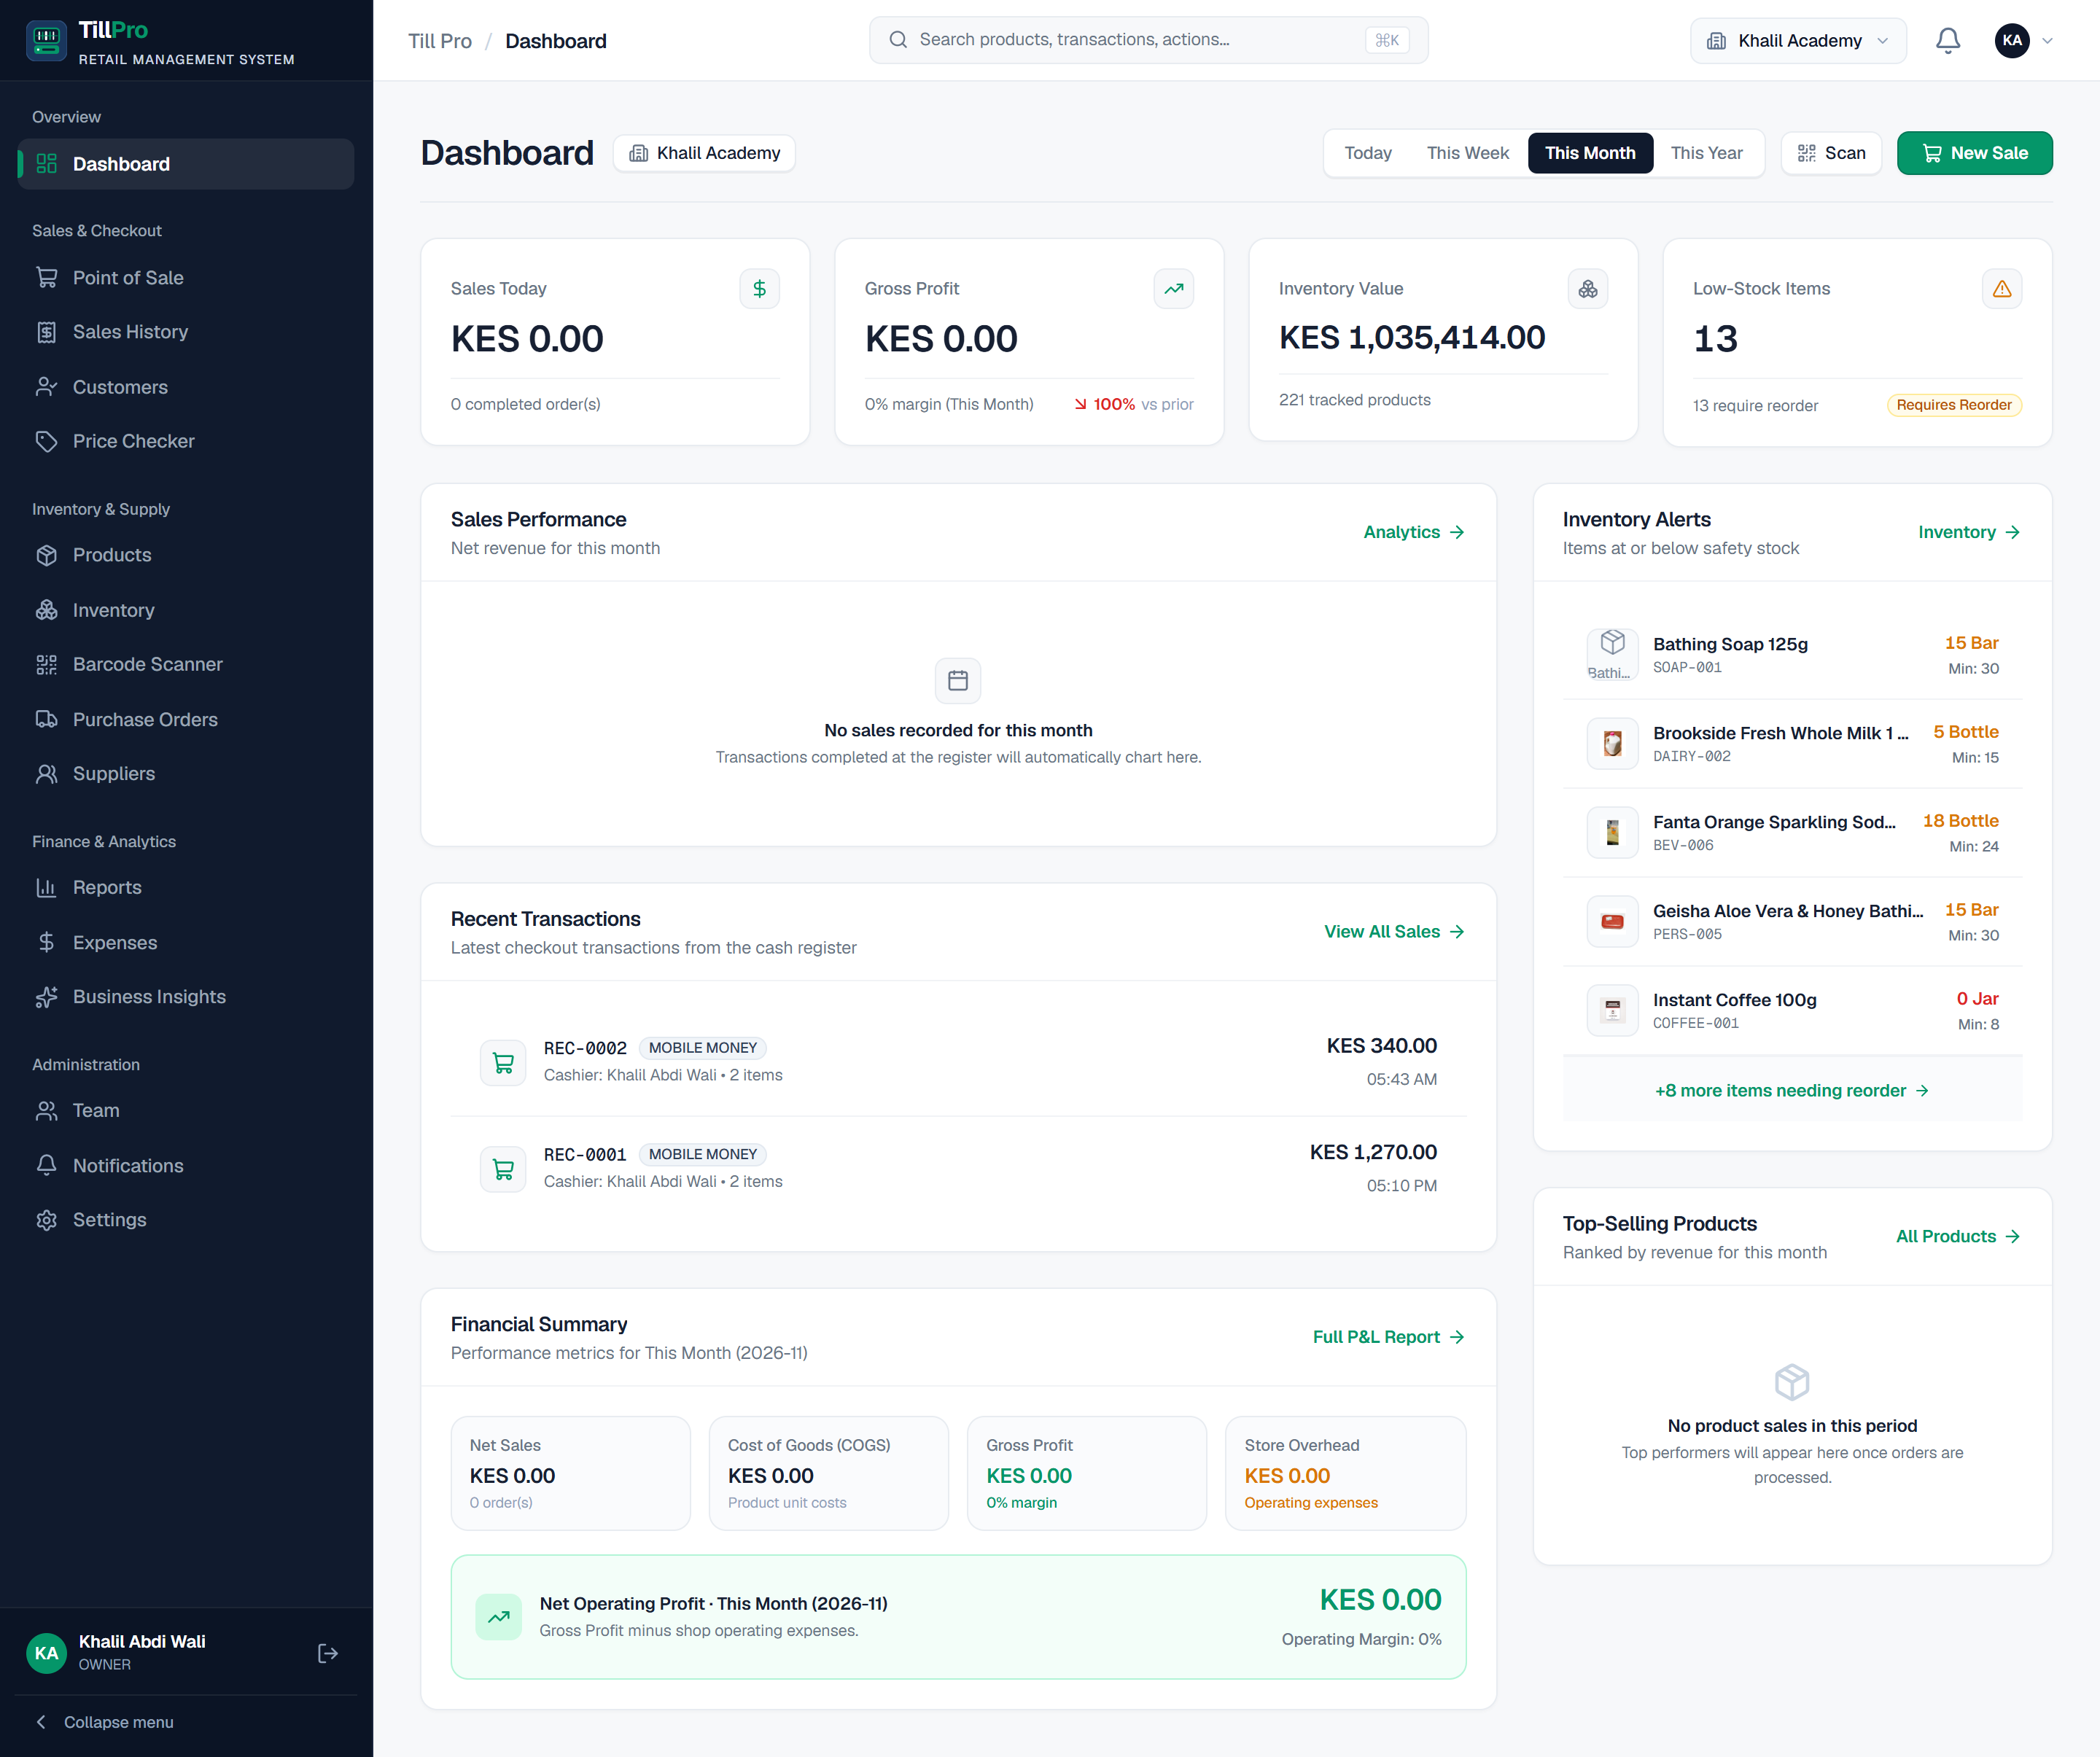 TillPro
RETAIL MANAGEMENT SYSTEM
Overview
Dashboard
Sales & Checkout
Point of Sale
Sales History
Customers
Price Checker
Inventory & Supply
Products
Inventory
Barcode Scanner
Purchase Orders
Suppliers
Finance & Analytics
Reports
Expenses
Business Insights
Administration
Team
Notifications
Settings
KA
Khalil Abdi Wali
OWNER
Collapse menu
Till Pro / Dashboard
Search products, transactions, actions... ⌘K
Khalil Academy
KA
Dashboard
Khalil Academy
Today This Week This Month This Year
Scan
New Sale
Sales Today
KES 0.00
0 completed order(s)
Gross Profit
KES 0.00
0% margin (This Month) 100% vs prior
Inventory Value
KES 1,035,414.00
221 tracked products
Low-Stock Items
13
13 require reorder Requires Reorder
Sales Performance
Net revenue for this month
Analytics →
No sales recorded for this month
Transactions completed at the register will automatically chart here.
Recent Transactions
Latest checkout transactions from the cash register
View All Sales →
REC-0002 MOBILE MONEY
Cashier: Khalil Abdi Wali • 2 items
KES 340.00
05:43 AM
REC-0001 MOBILE MONEY
Cashier: Khalil Abdi Wali • 2 items
KES 1,270.00
05:10 PM
Financial Summary
Performance metrics for This Month (2026-11)
Full P&L Report →
Net Sales
KES 0.00
0 order(s)
Cost of Goods (COGS)
KES 0.00
Product unit costs
Gross Profit
KES 0.00
0% margin
Store Overhead
KES 0.00
Operating expenses
Net Operating Profit · This Month (2026-11)
Gross Profit minus shop operating expenses.
KES 0.00
Operating Margin: 0%
Inventory Alerts
Items at or below safety stock
Inventory →
Bathi...
Bathing Soap 125g
SOAP-001
15 Bar
Min: 30
Brookside Fresh Whole Milk 1 ...
DAIRY-002
5 Bottle
Min: 15
Fanta Orange Sparkling Sod...
BEV-006
18 Bottle
Min: 24
Geisha Aloe Vera & Honey Bathi...
PERS-005
15 Bar
Min: 30
Instant Coffee 100g
COFFEE-001
0 Jar
Min: 8
+8 more items needing reorder →
Top-Selling Products
Ranked by revenue for this month
All Products →
No product sales in this period
Top performers will appear here once orders are
processed.